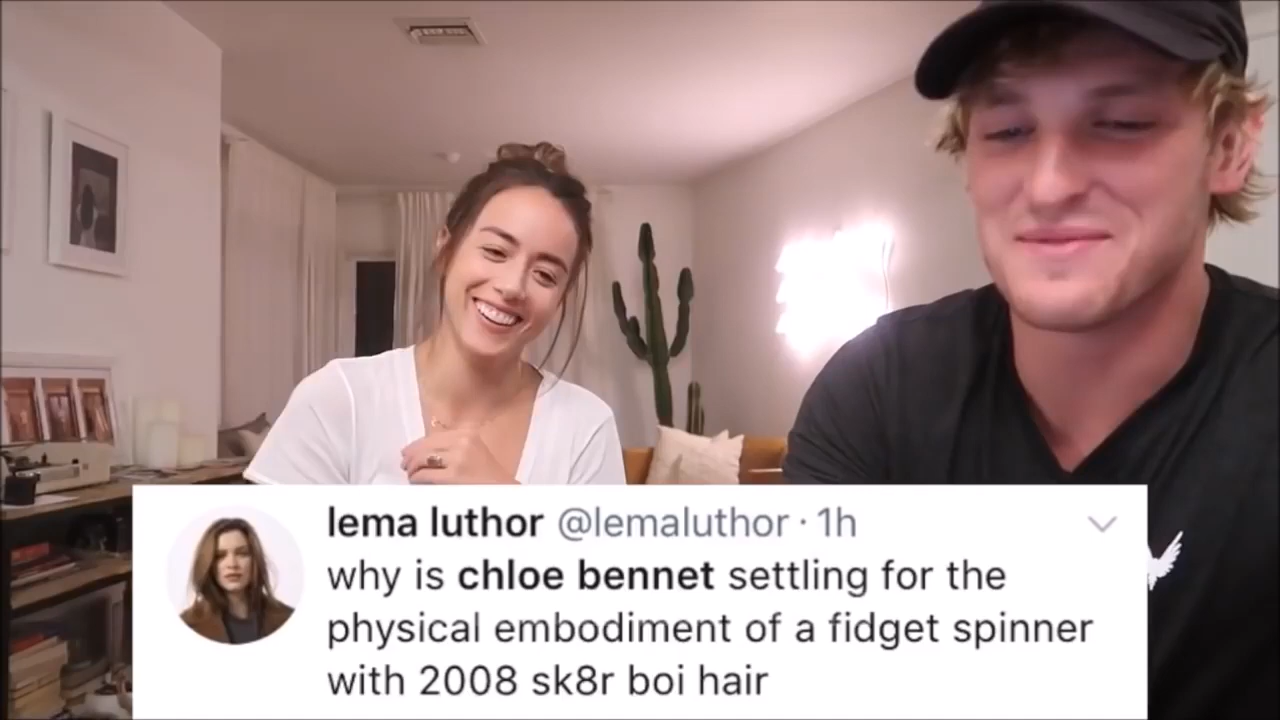 lema luthor @lemaluthor · 1h
why is chloe bennet settling for the
physical embodiment of a fidget spinner
with 2008 sk8r boi hair